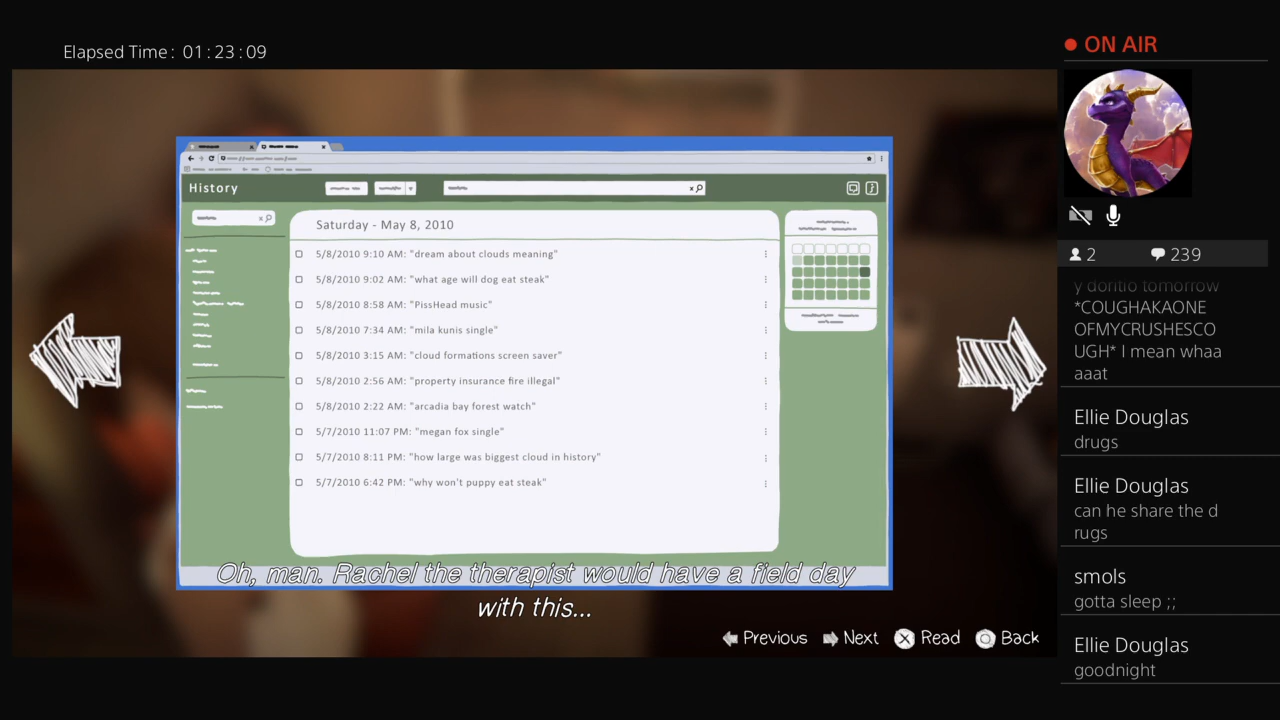 Elapsed Time: 01:23:09
ON AIR
2
239
History
Saturday - May 8, 2010
5/8/2010 9:10 AM: "dream about clouds meaning"
5/8/2010 9:02 AM: "what age will dog eat steak"
5/8/2010 8:58 AM: "PissHead music"
5/8/2010 7:34 AM: "mila kunis single"
5/8/2010 3:15 AM: "cloud formations screen saver"
5/8/2010 2:56 AM: "property insurance fire illegal"
5/8/2010 2:22 AM: "arcadia bay forest watch"
5/7/2010 11:07 PM: "megan fox single"
5/7/2010 8:11 PM: "how large was biggest cloud in history"
5/7/2010 6:42 PM: "why won't puppy eat steak"
Oh, man. Rachel the therapist would have a field day
with this...
Previous Next Read Back
y doritio tomorrow
*COUGHAKAONE
OFMYCRUSHESCO
UGH* I mean whaa
aaat
Ellie Douglas
drugs
Ellie Douglas
can he share the d
rugs
smols
gotta sleep ;;
Ellie Douglas
goodnight